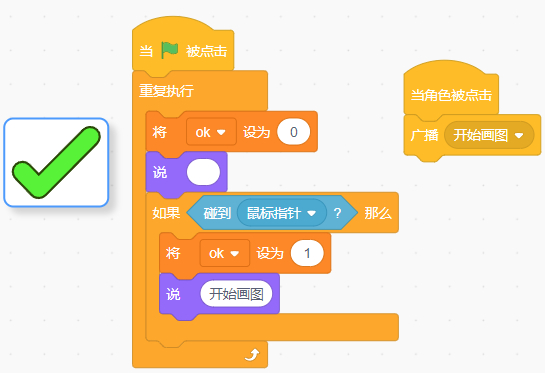 当 被点击
重复执行
将 ok 设为 0
说
如果 碰到 鼠标指针 ? 那么
将 ok 设为 1
说 开始画图
当角色被点击
广播 开始画图